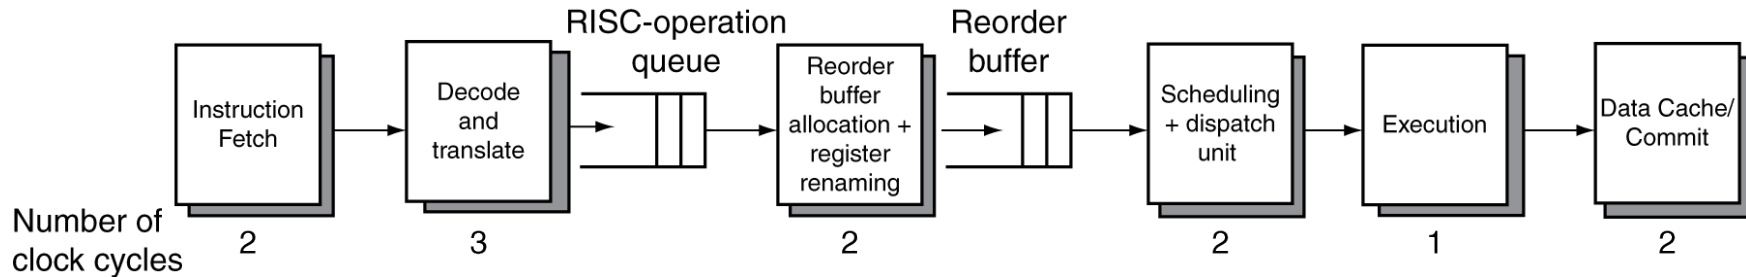 RISC-operation
queue
Reorder
buffer
Instruction
Fetch
Decode
and
translate
Reorder
buffer
allocation +
register
renaming
Scheduling
+ dispatch
unit
Execution
Data Cache/
Commit
Number of
clock cycles
2
3
2
2
1
2